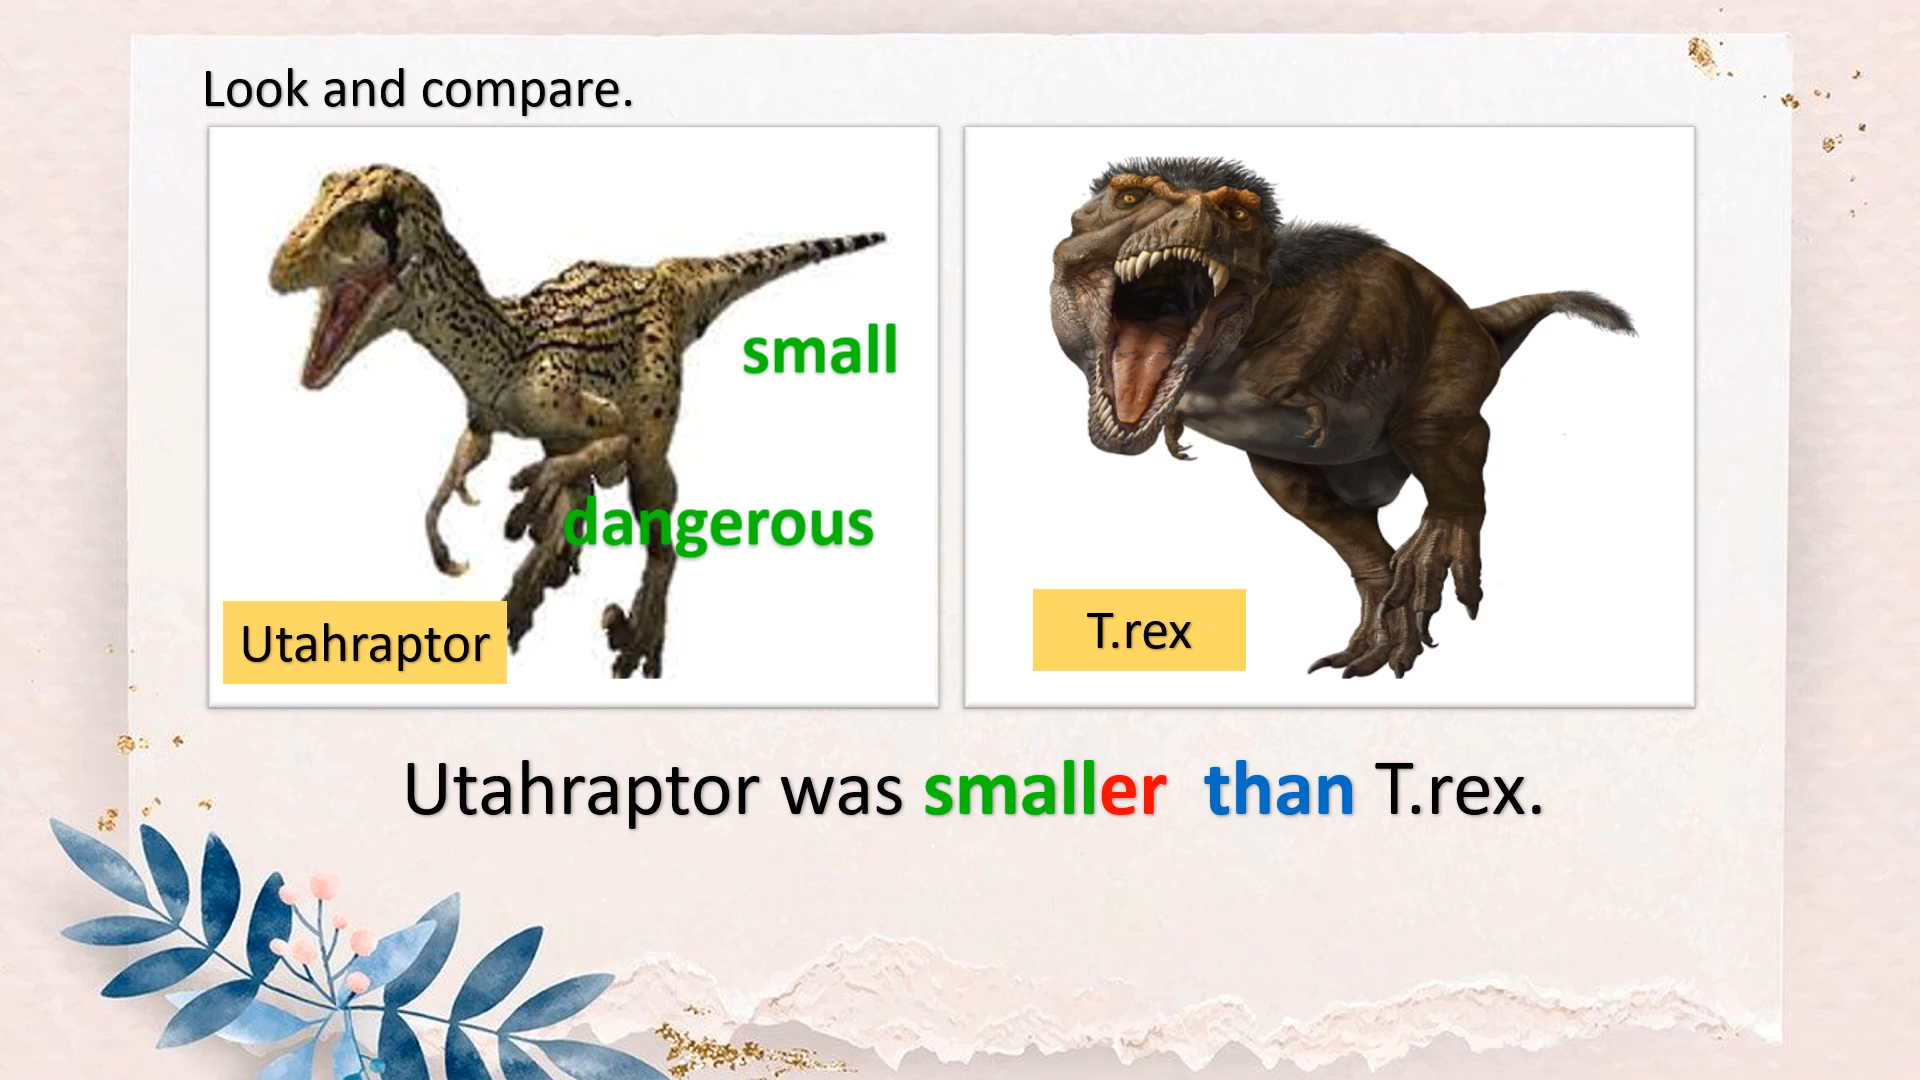 Look and compare.
small
dangerous
Utahraptor
T.rex
Utahraptor was smaller than T.rex.